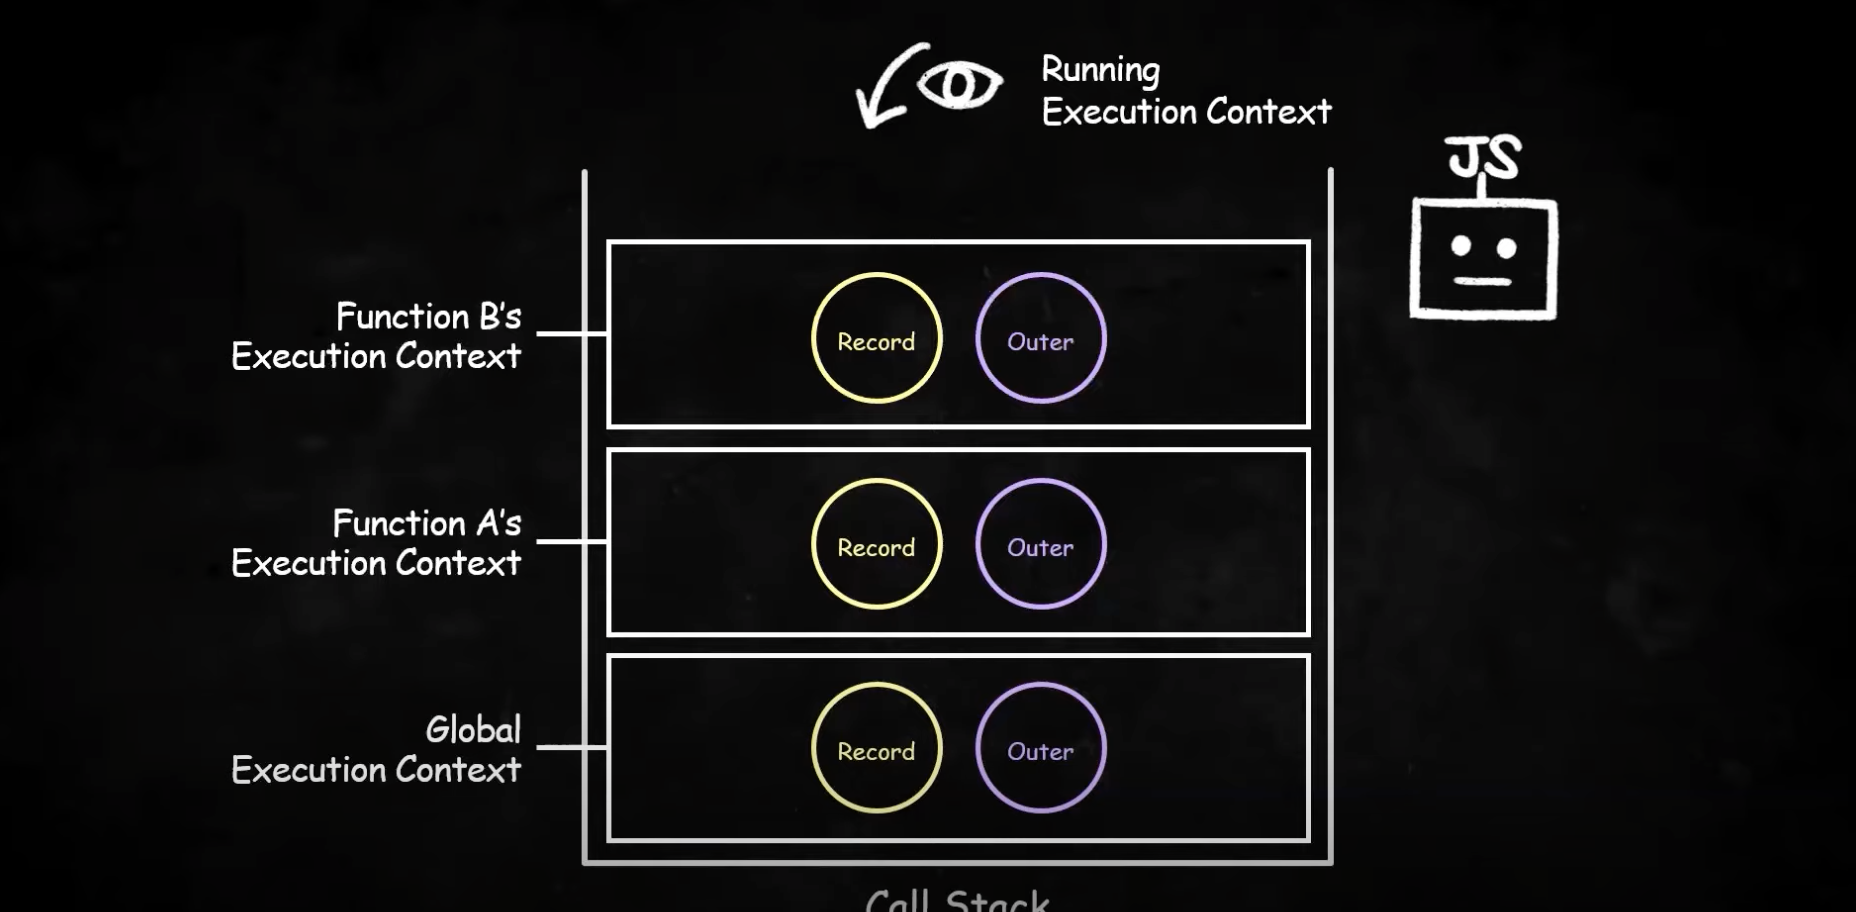 Running
Execution Context
JS
Function B's
Execution Context
Record
Outer
Function A's
Execution Context
Record
Outer
Global
Execution Context
Record
Outer
Call Stack